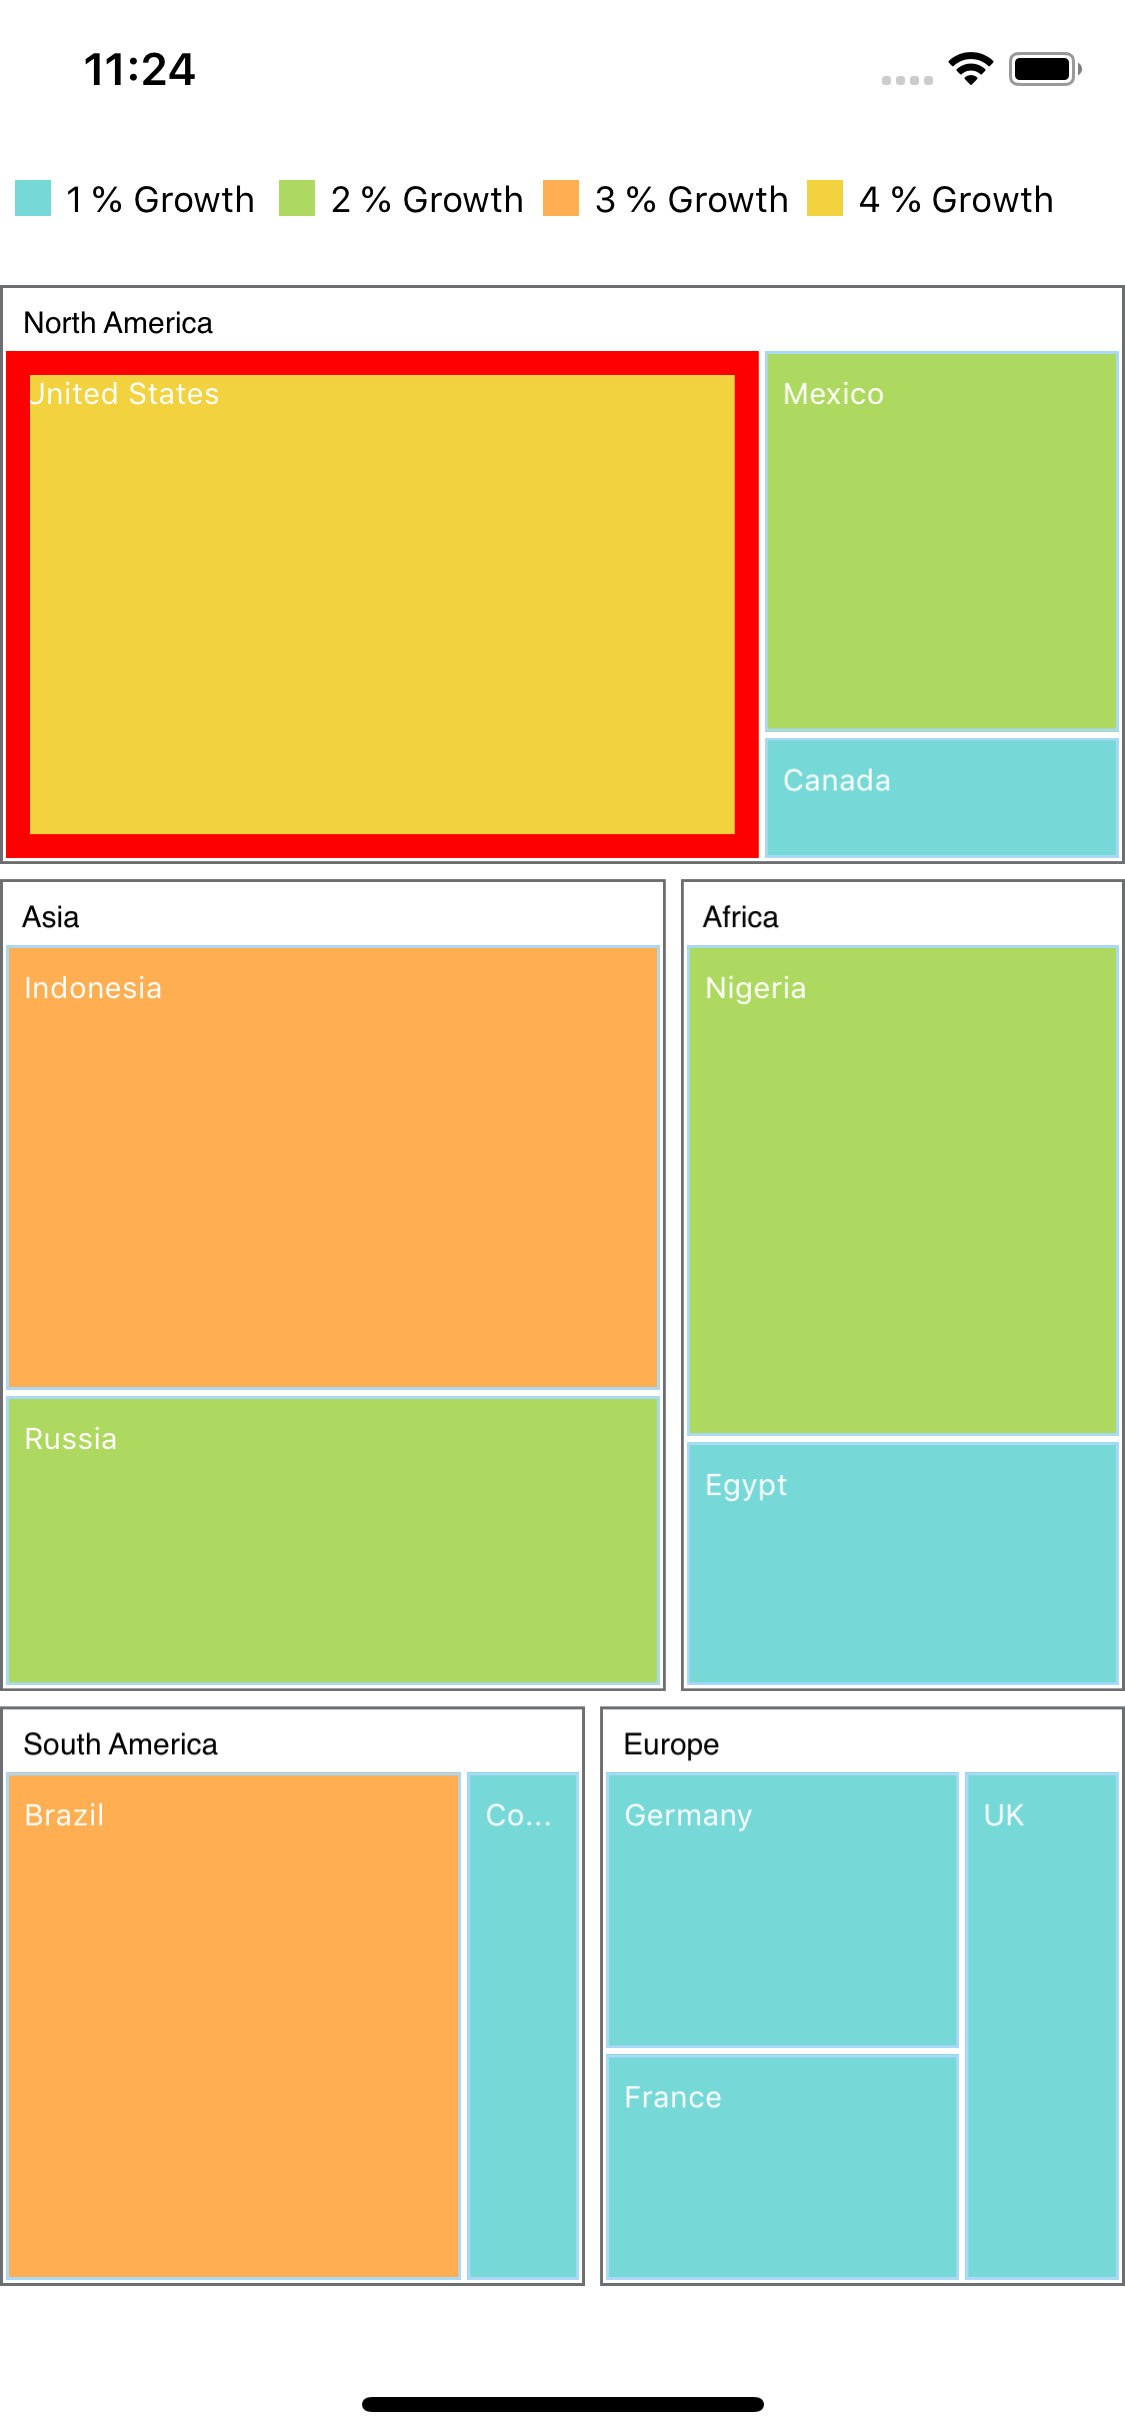 11:24
1 % Growth 2 % Growth 3 % Growth 4 % Growth
North America
United States
Mexico
Canada
Asia
Indonesia
Russia
Africa
Nigeria
Egypt
South America
Brazil
Co...
Europe
Germany
UK
France